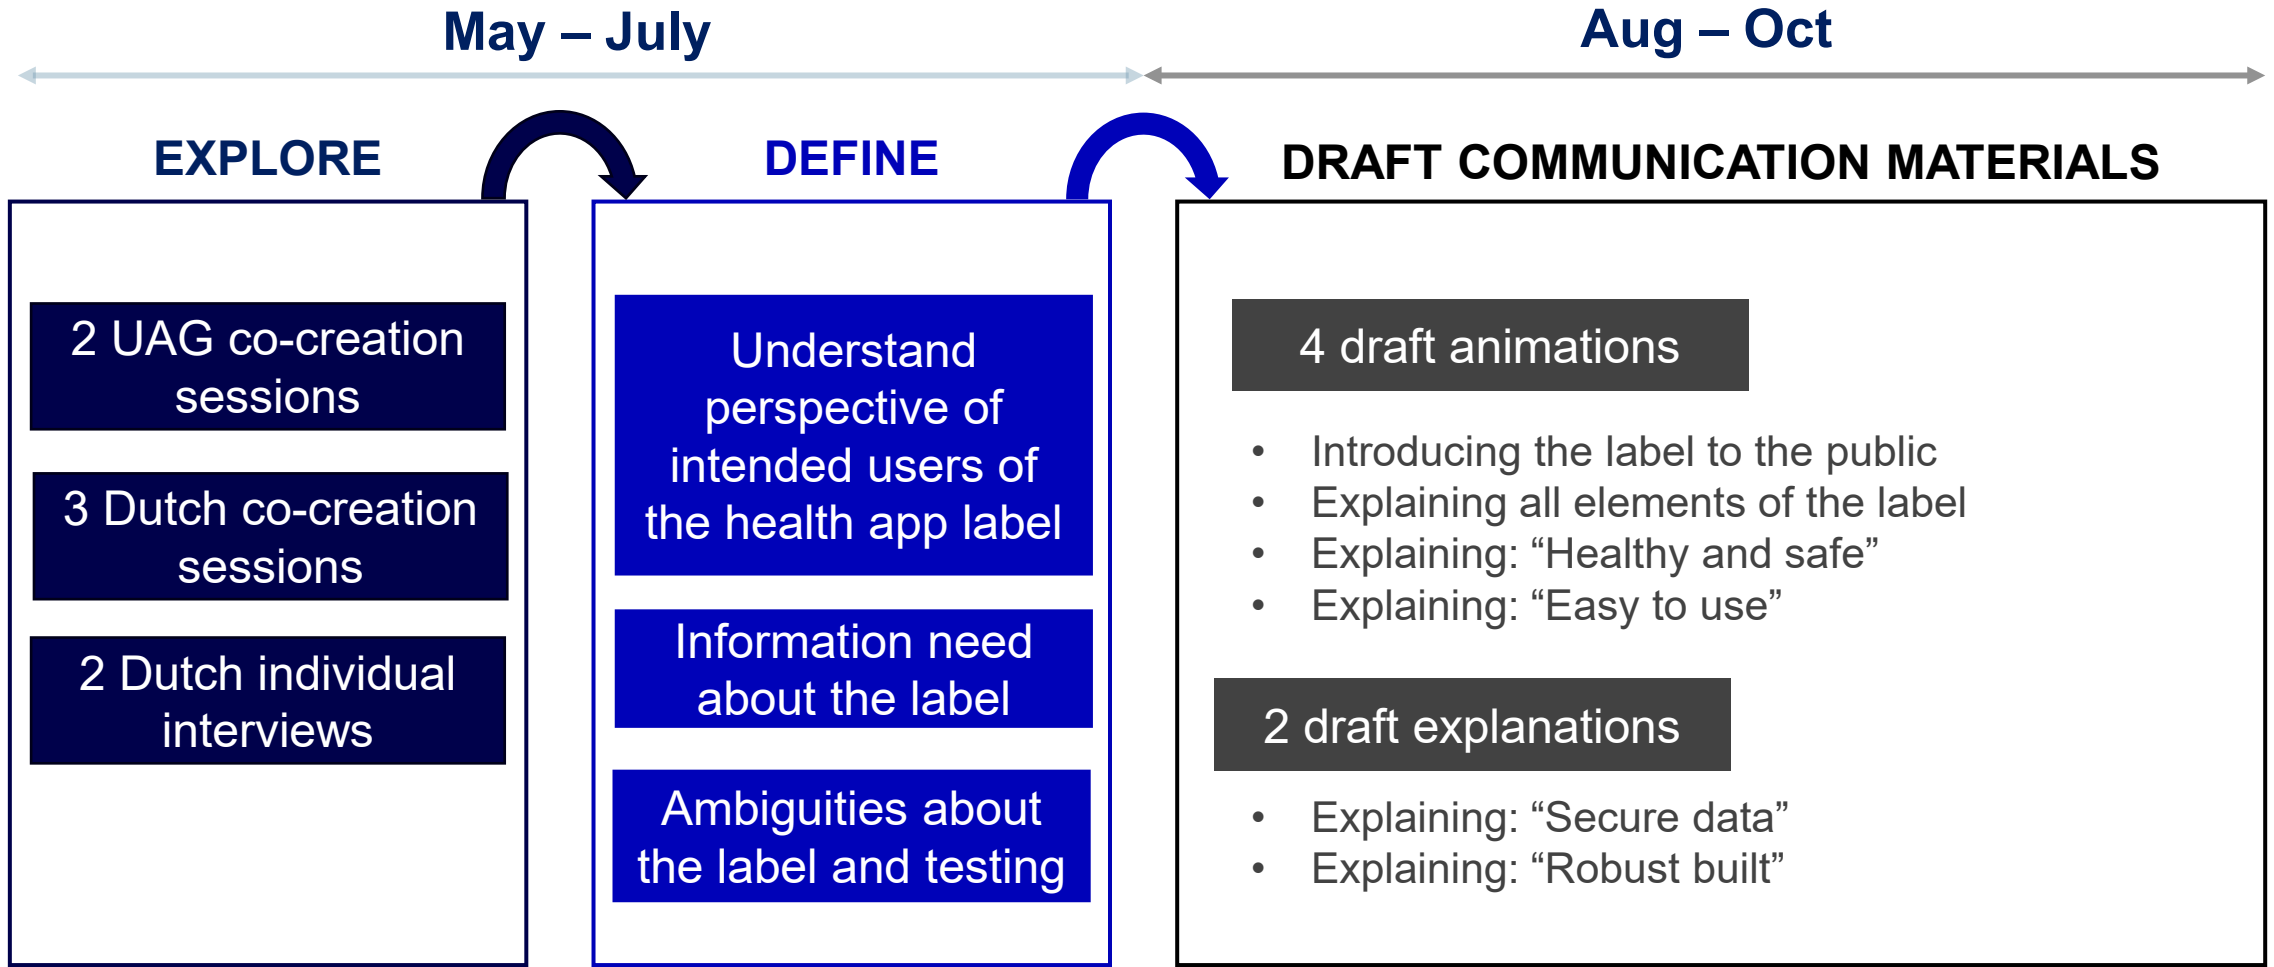 May – July
Aug – Oct
EXPLORE
2 UAG co-creation
sessions
3 Dutch co-creation
sessions
2 Dutch individual
interviews
DEFINE
Understand
perspective of
intended users of
the health app label
Information need
about the label
Ambiguities about
the label and testing
DRAFT COMMUNICATION MATERIALS
4 draft animations
• Introducing the label to the public
• Explaining all elements of the label
• Explaining: “Healthy and safe”
• Explaining: “Easy to use”
2 draft explanations
• Explaining: “Secure data”
• Explaining: “Robust built”